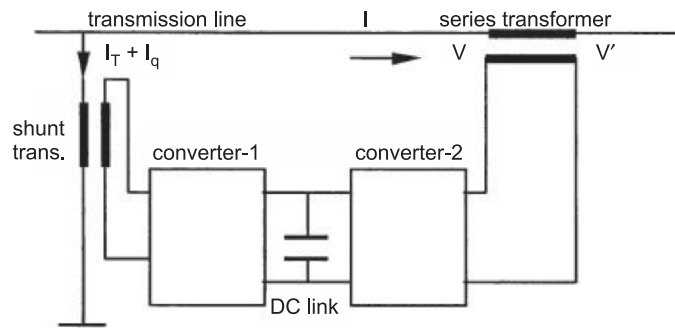 transmission line I series transformer
I_T + I_q V V′
shunt
trans.
converter-1 converter-2
DC link